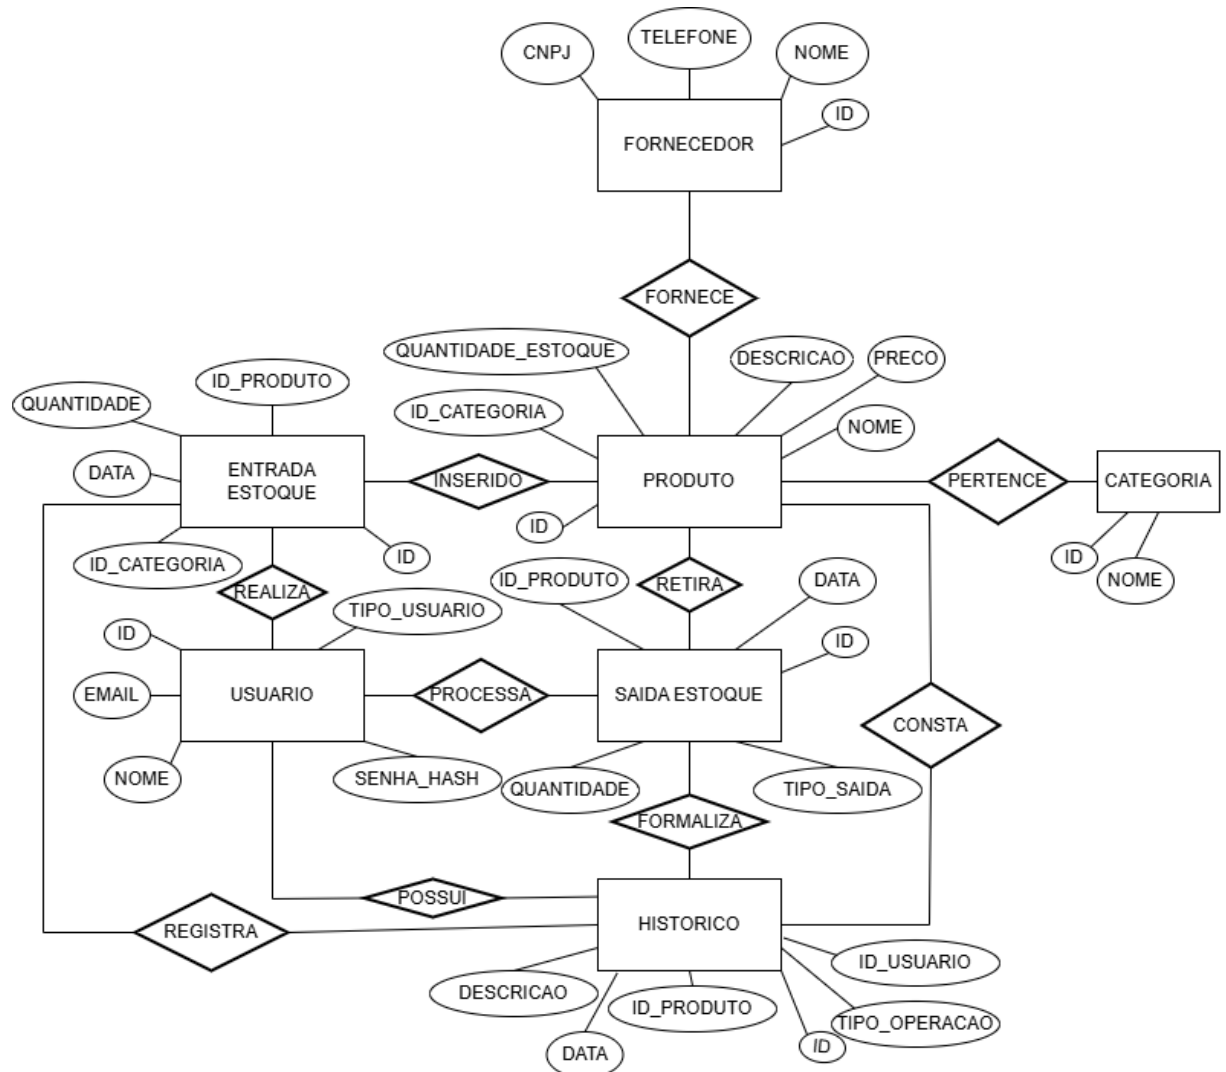 TELEFONE
CNPJ
NOME
ID
FORNECEDOR
FORNECE
QUANTIDADE_ESTOQUE
DESCRICAO
PRECO
ID_PRODUTO
QUANTIDADE
ID_CATEGORIA
NOME
DATA
ENTRADA
ESTOQUE
INSERIDO
PRODUTO
PERTENCE
CATEGORIA
ID
ID
ID_CATEGORIA
ID
NOME
REALIZA
ID_PRODUTO
RETIRA
DATA
TIPO_USUARIO
ID
ID
EMAIL
USUARIO
PROCESSA
SAIDA ESTOQUE
CONSTA
NOME
SENHA_HASH
QUANTIDADE
TIPO_SAIDA
FORMALIZA
POSSUI
REGISTRA
HISTORICO
ID_USUARIO
DESCRICAO
ID_PRODUTO
TIPO_OPERACAO
DATA
ID